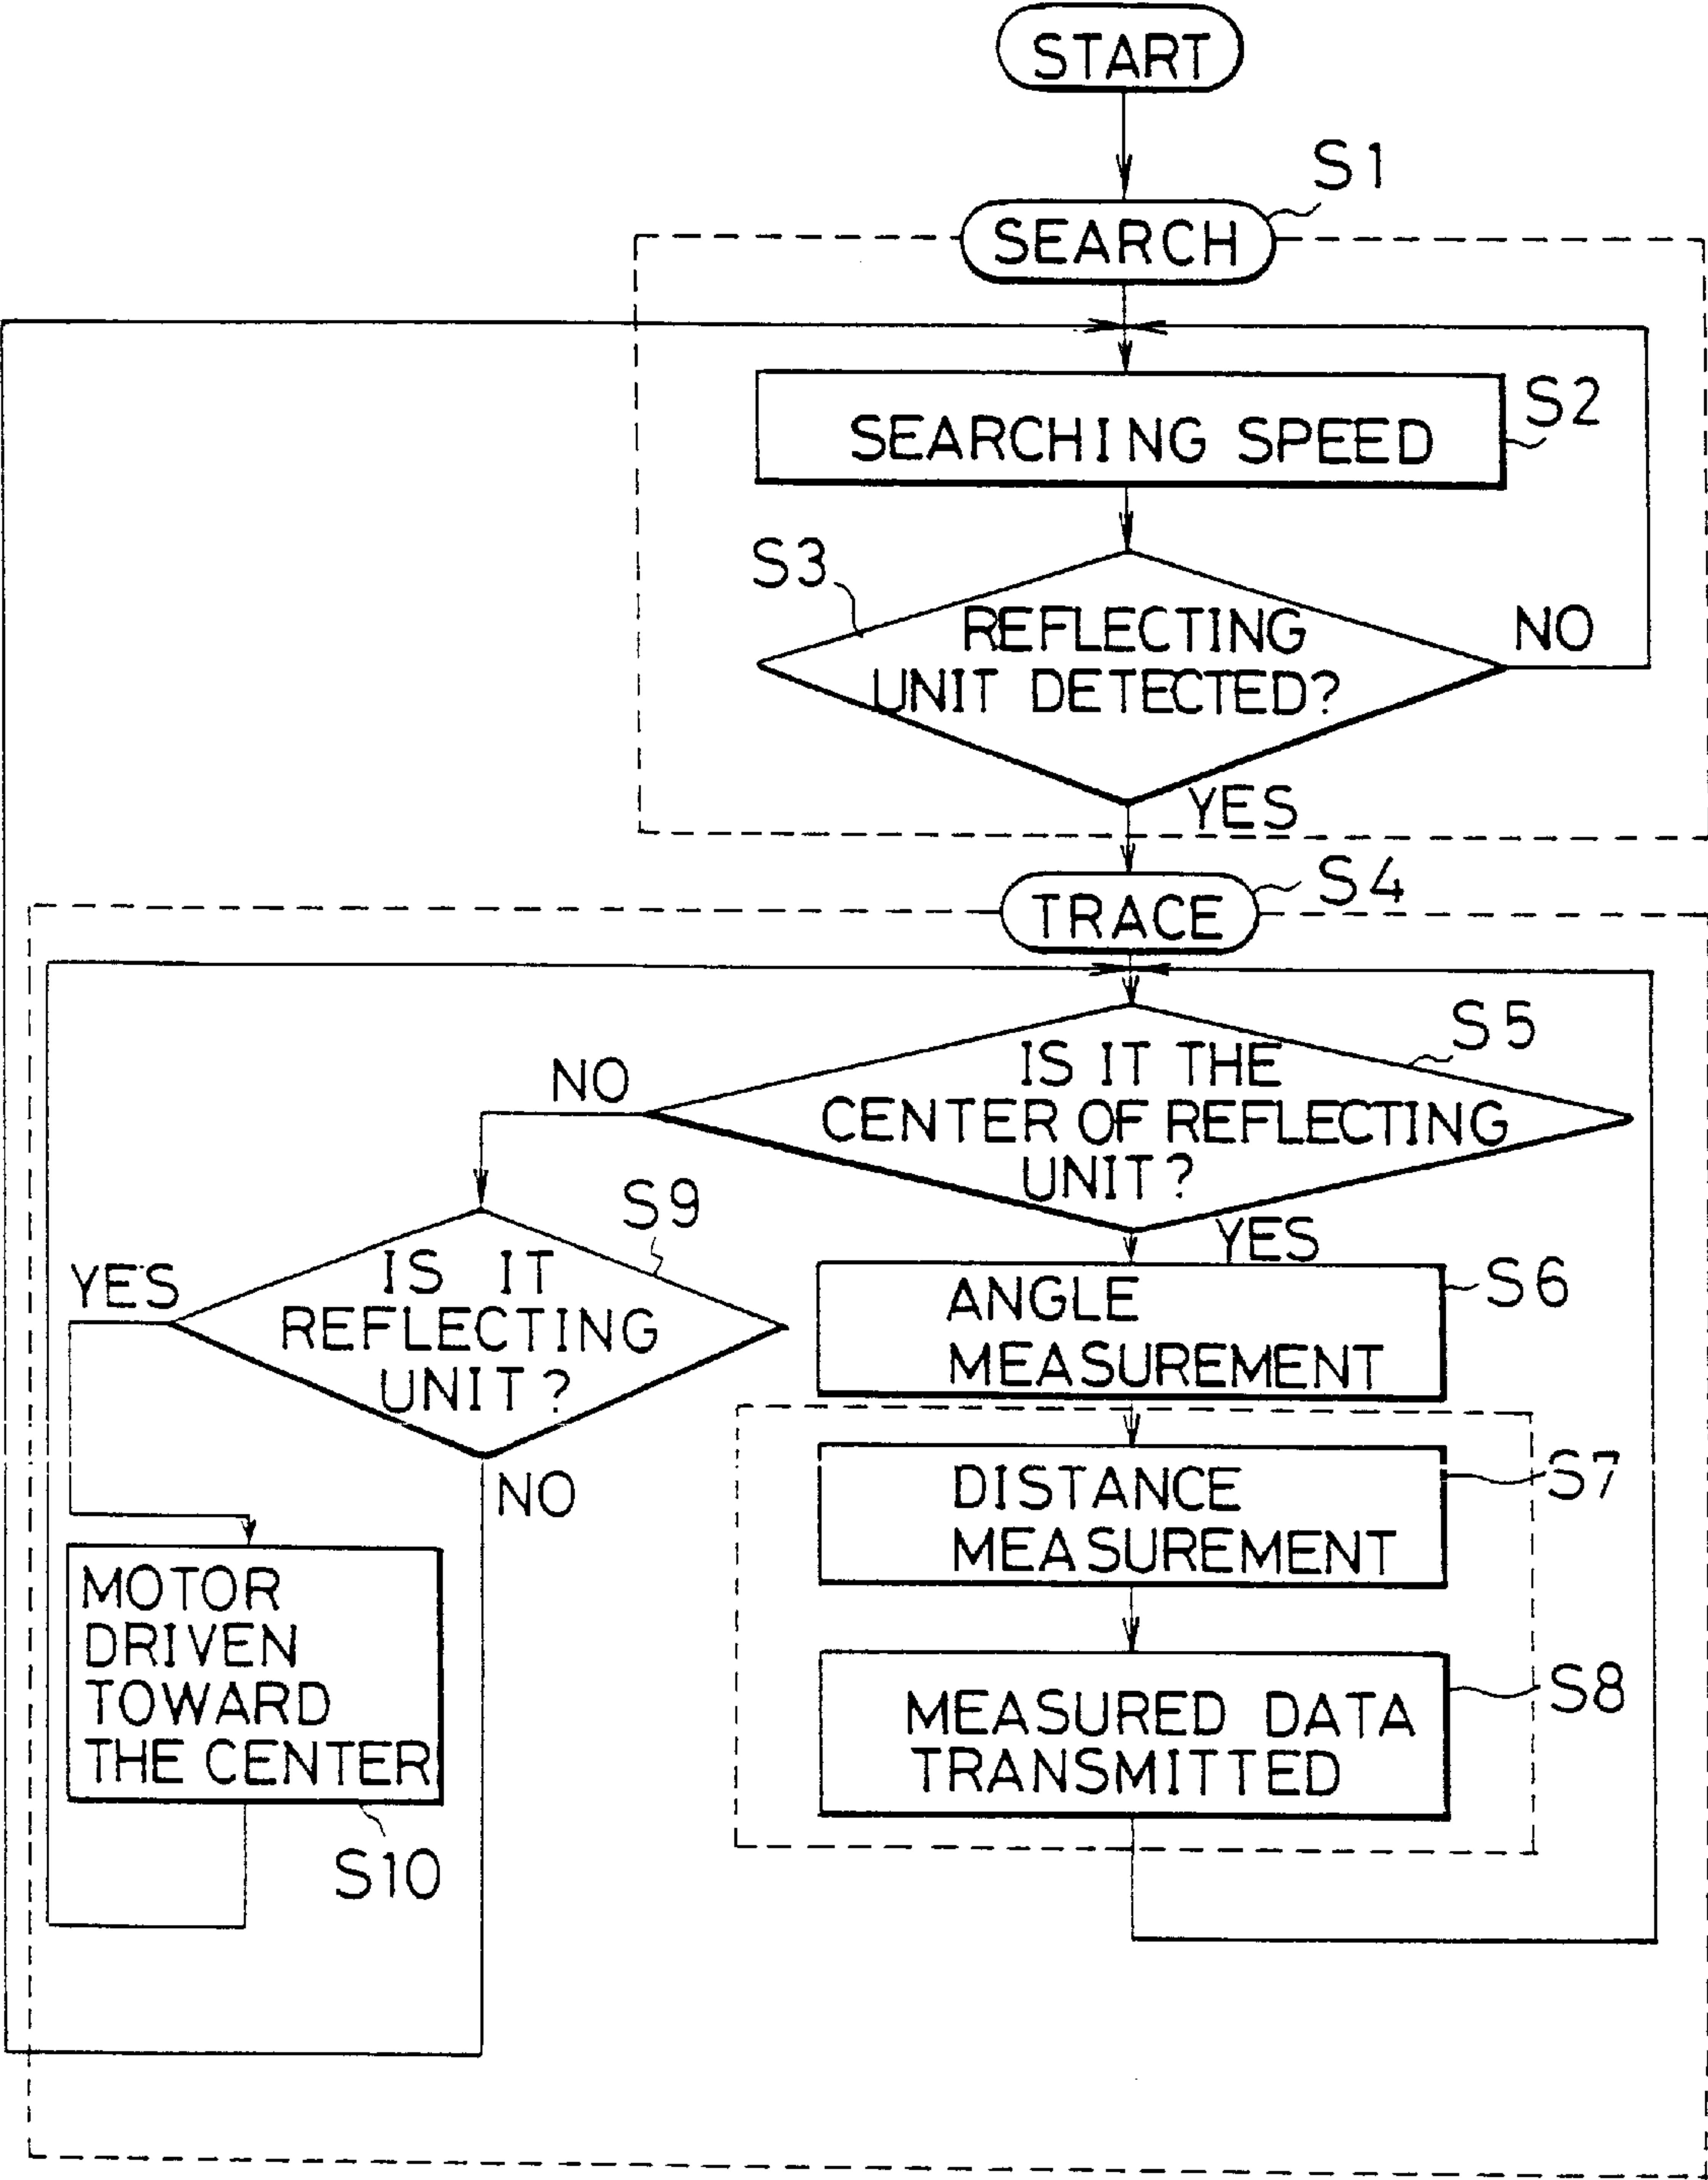 START
S1
SEARCH
S2
SEARCHING SPEED
S3
REFLECTING
UNIT DETECTED?
NO
YES
S4
TRACE
S5
IS IT THE
CENTER OF REFLECTING
UNIT?
NO
YES
S9
IS IT
REFLECTING
UNIT?
YES
NO
S6
ANGLE
MEASUREMENT
S7
DISTANCE
MEASUREMENT
MOTOR
DRIVEN
TOWARD
THE CENTER
S10
S8
MEASURED DATA
TRANSMITTED